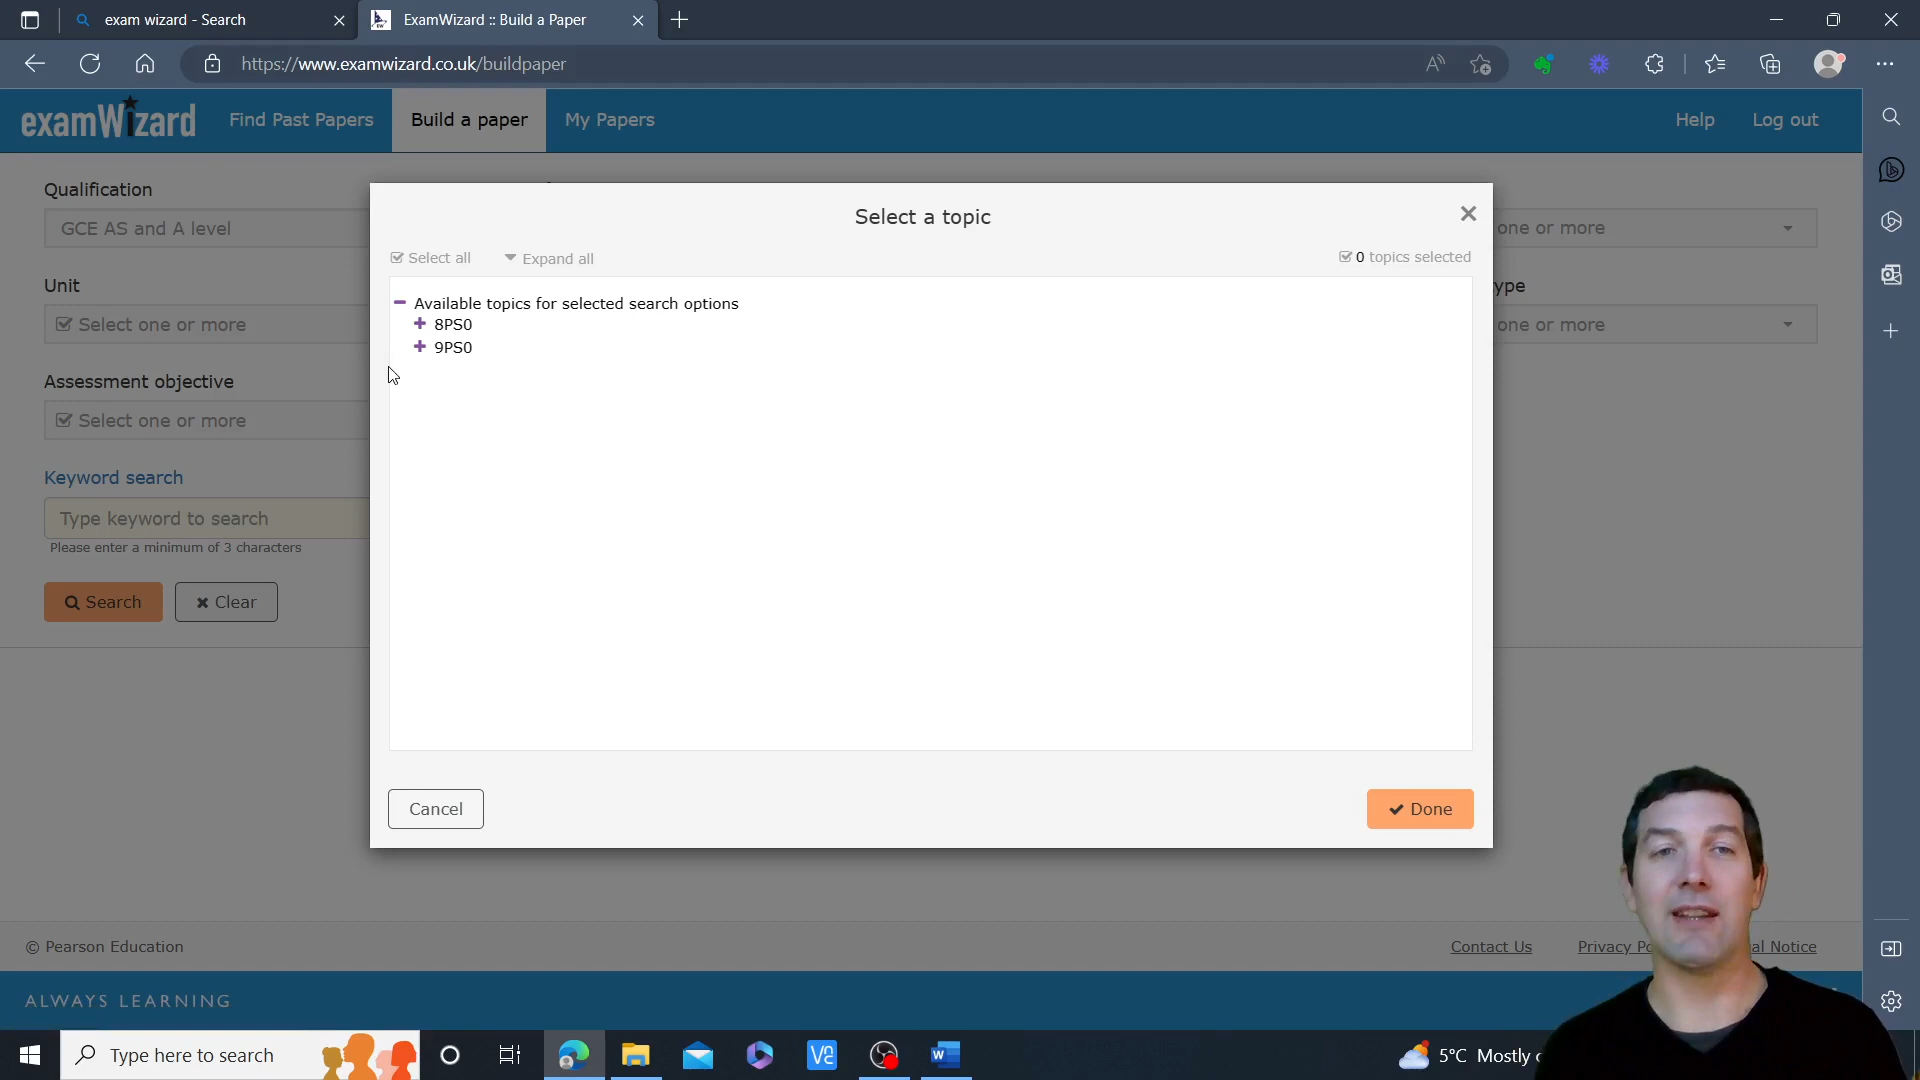 exam wizard - Search
ExamWizard :: Build a Paper
https://www.examwizard.co.uk/buildpaper
examWizard
Find Past Papers
Build a paper
My Papers
Help
Log out
Qualification
GCE AS and A level
one or more
Unit
Select one or more
ype
one or more
Assessment objective
Select one or more
Keyword search
Type keyword to search
Please enter a minimum of 3 characters
Search
Clear
Select a topic
Select all
Expand all
0 topics selected
Available topics for selected search options
8PS0
9PS0
Cancel
Done
© Pearson Education
Contact Us
Privacy Po
al Notice
ALWAYS LEARNING
Type here to search
5°C Mostly c